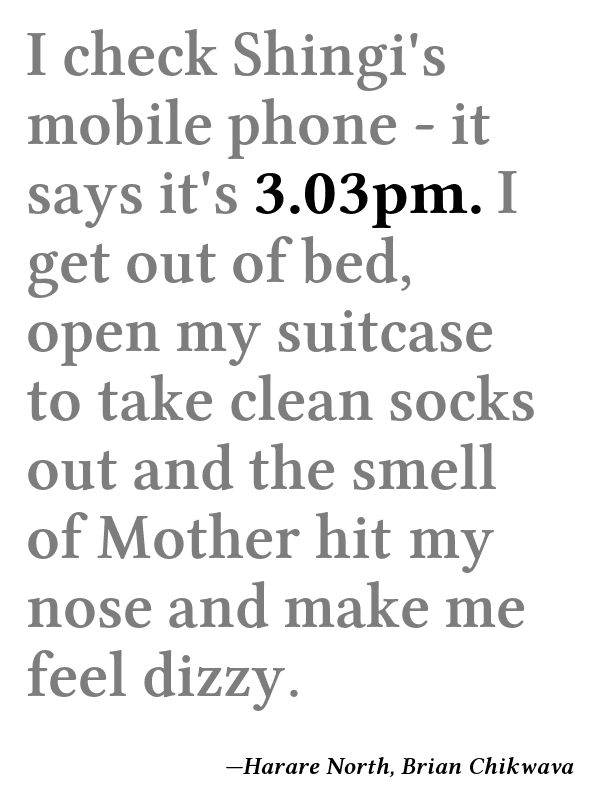 I check Shingi's
mobile phone - it
says it's 3.03pm. I
get out of bed,
open my suitcase
to take clean socks
out and the smell
of Mother hit my
nose and make me
feel dizzy.
—Harare North, Brian Chikwava